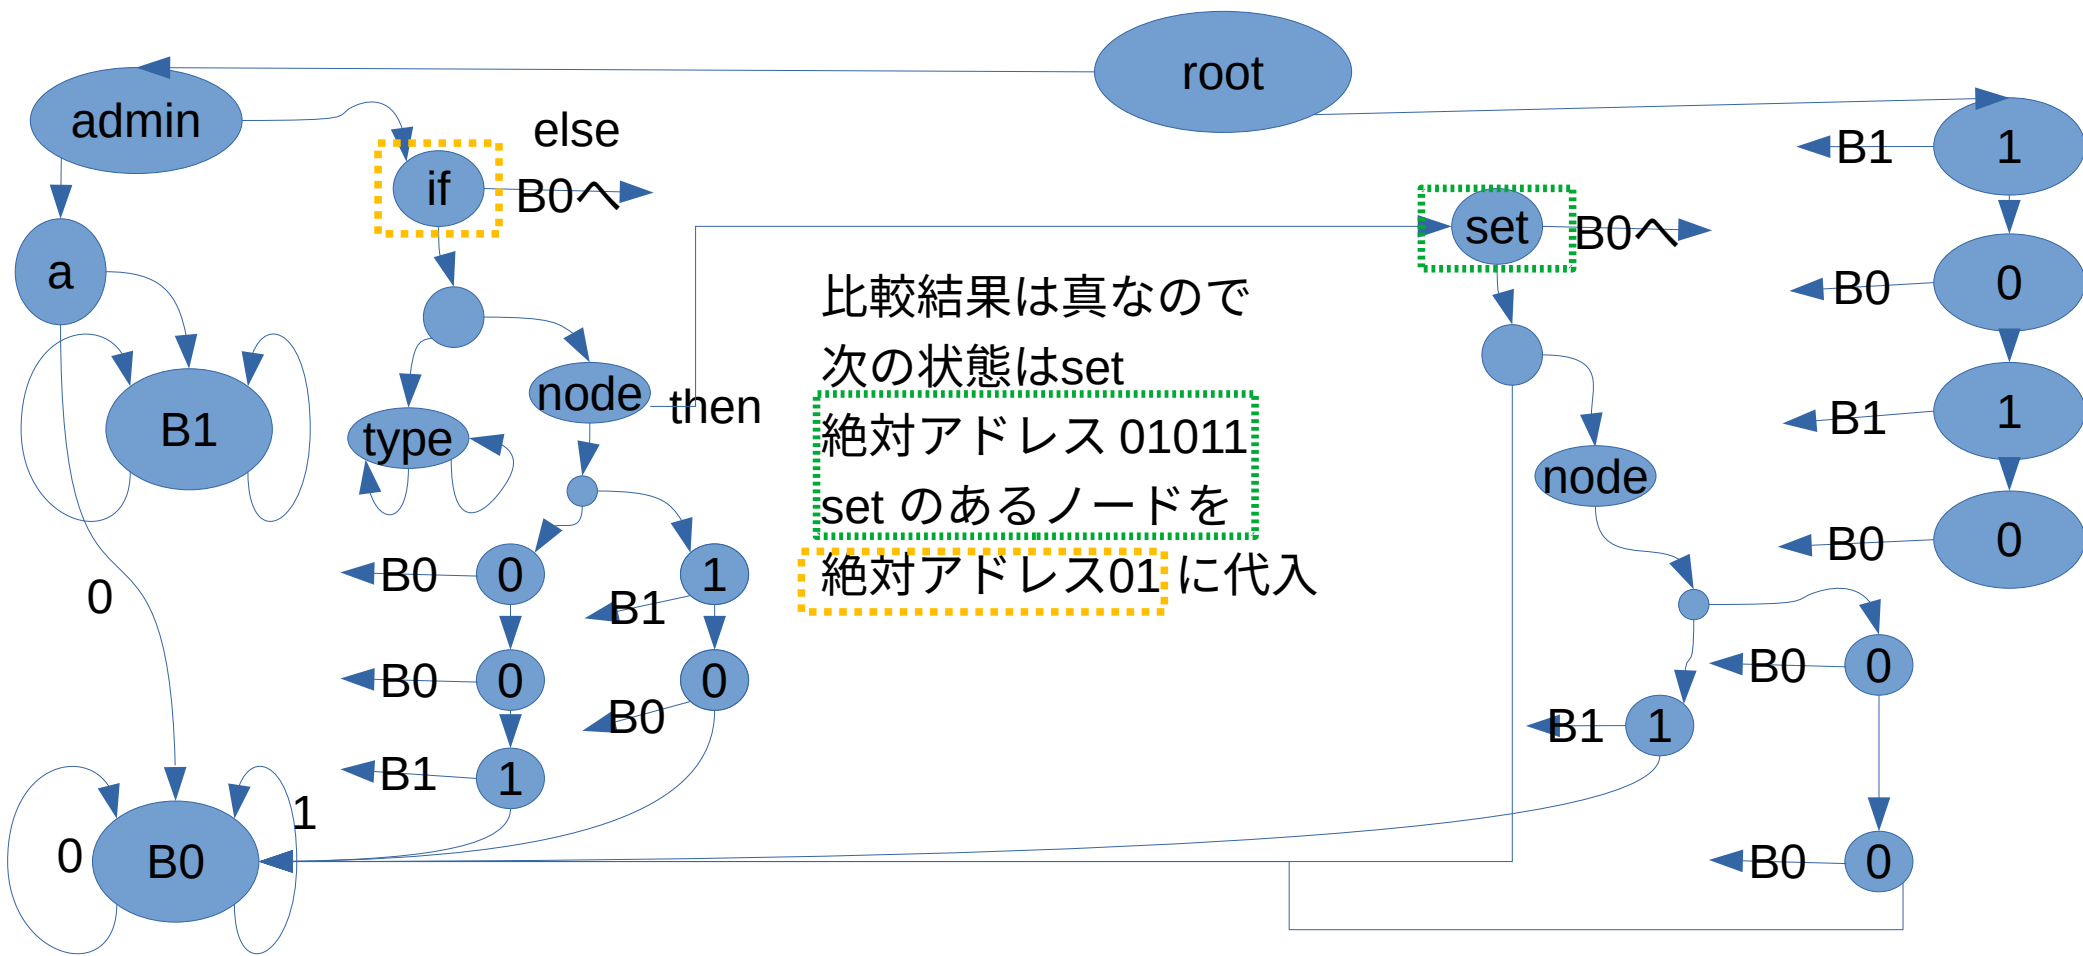 root
admin
else
if
B0へ
1
B1
set
B0へ
a
0
B0
比較結果は真なので
次の状態はset
絶対アドレス 01011
set のあるノードを
絶対アドレス01 に代入
node
then
type
B1
1
B1
node
0
B0
0
B0
1
B1
0
B0
0
0
B0
0
B0
1
B1
1
B1
0
B0
1
0
B0
0
B0